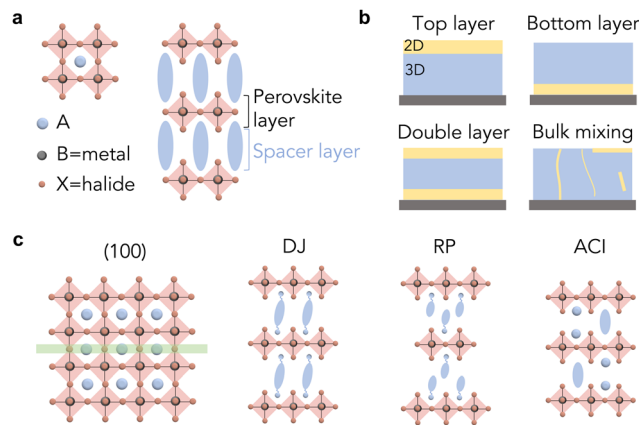 a
A
B=metal
X=halide
Perovskite
layer
Spacer layer
b
Top layer
2D
3D
Bottom layer
Double layer
Bulk mixing
c
(100)
DJ
RP
ACI